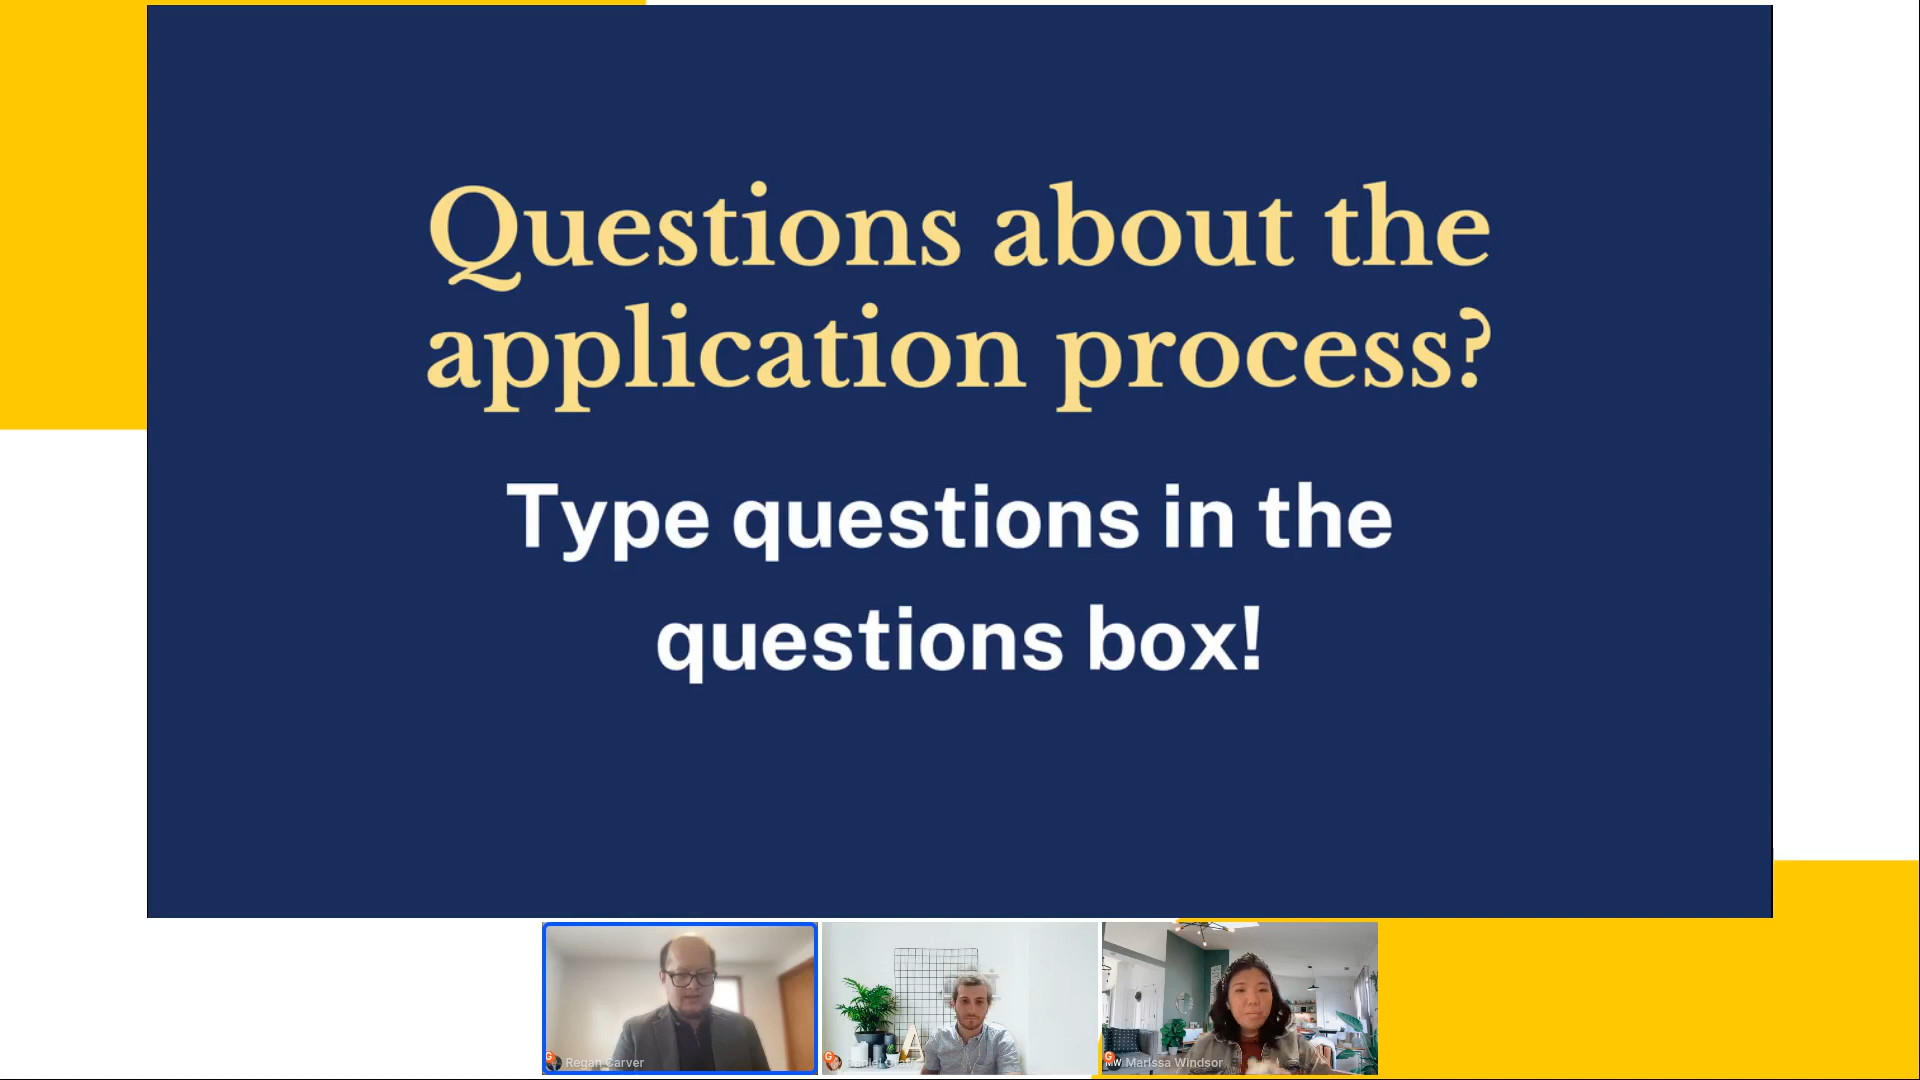 Questions about the
application process?
Type questions in the
questions box!
Regan Carver
Marissa Windsor